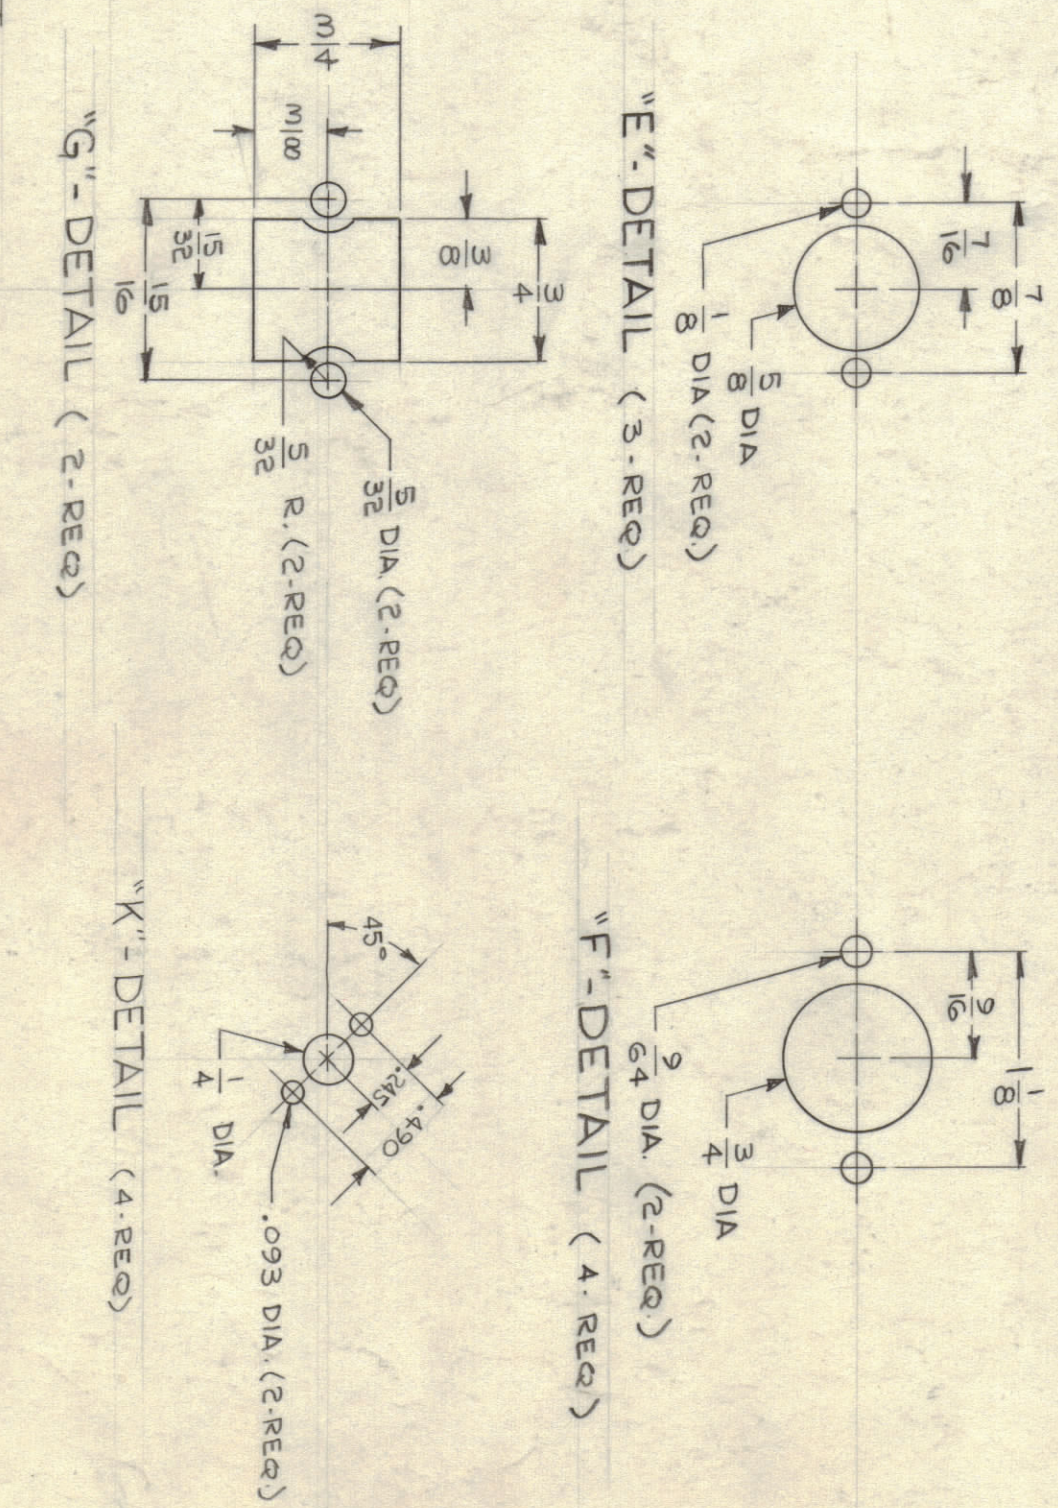 7/8
7/16
5/8 DIA
1/8 DIA (2-REQ.)
"E"-DETAIL (3-REQ)
1 1/8
9/16
3/4 DIA
9/64 DIA. (2-REQ.)
"F"-DETAIL (4-REQ.)
3/4
3/8
3/4
3/8
15/32
15/16
5/32 DIA. (2-REQ)
5/32 R. (2-REQ)
"G"-DETAIL (2-REQ)
45°
.245
.490
.093 DIA. (2-REQ.)
1/4 DIA.
"K"-DETAIL (4-REQ)